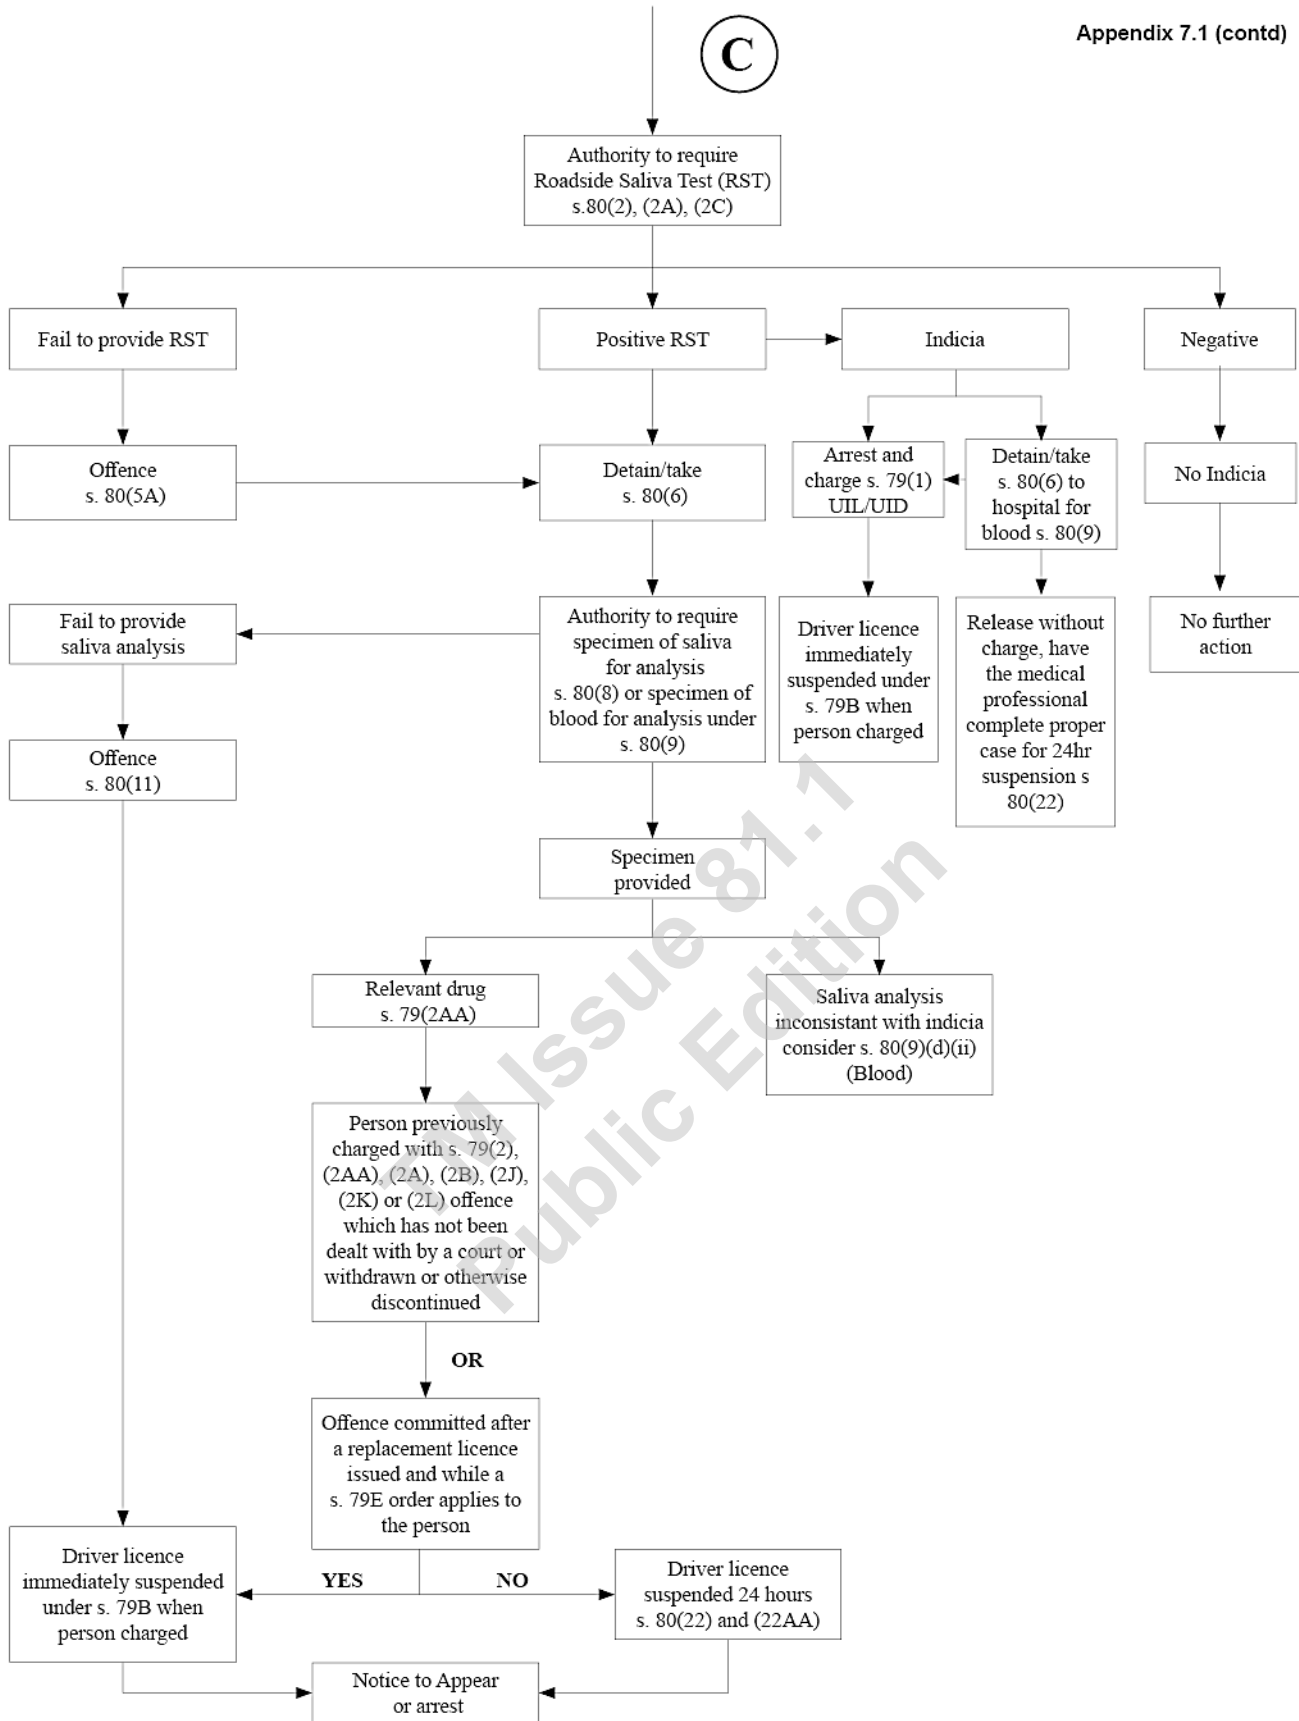 Appendix 7.1 (contd)
C
Authority to require
Roadside Saliva Test (RST)
s.80(2), (2A), (2C)
Fail to provide RST
Positive RST
Indicia
Negative
Offence
s. 80(5A)
Detain/take
s. 80(6)
Arrest and
charge s. 79(1)
UIL/UID
Detain/take
s. 80(6) to
hospital for
blood s. 80(9)
No Indicia
Fail to provide
saliva analysis
Authority to require
specimen of saliva
for analysis
s. 80(8) or specimen of
blood for analysis under
s. 80(9)
Driver licence
immediately
suspended under
s. 79B when
person charged
Release without
charge, have
the medical
professional
complete proper
case for 24hr
suspension s
80(22)
No further
action
Offence
s. 80(11)
Specimen
provided
Relevant drug
s. 79(2AA)
Saliva analysis
inconsistant with indicia
consider s. 80(9)(d)(ii)
(Blood)
Person previously
charged with s. 79(2),
(2AA), (2A), (2B), (2J),
(2K) or (2L) offence
which has not been
dealt with by a court or
withdrawn or otherwise
discontinued
OR
Offence committed after
a replacement licence
issued and while a
s. 79E order applies to
the person
Driver licence
immediately suspended
under s. 79B when
person charged
YES
NO
Driver licence
suspended 24 hours
s. 80(22) and (22AA)
Notice to Appear
or arrest
TM Issue 81.1
Public Edition